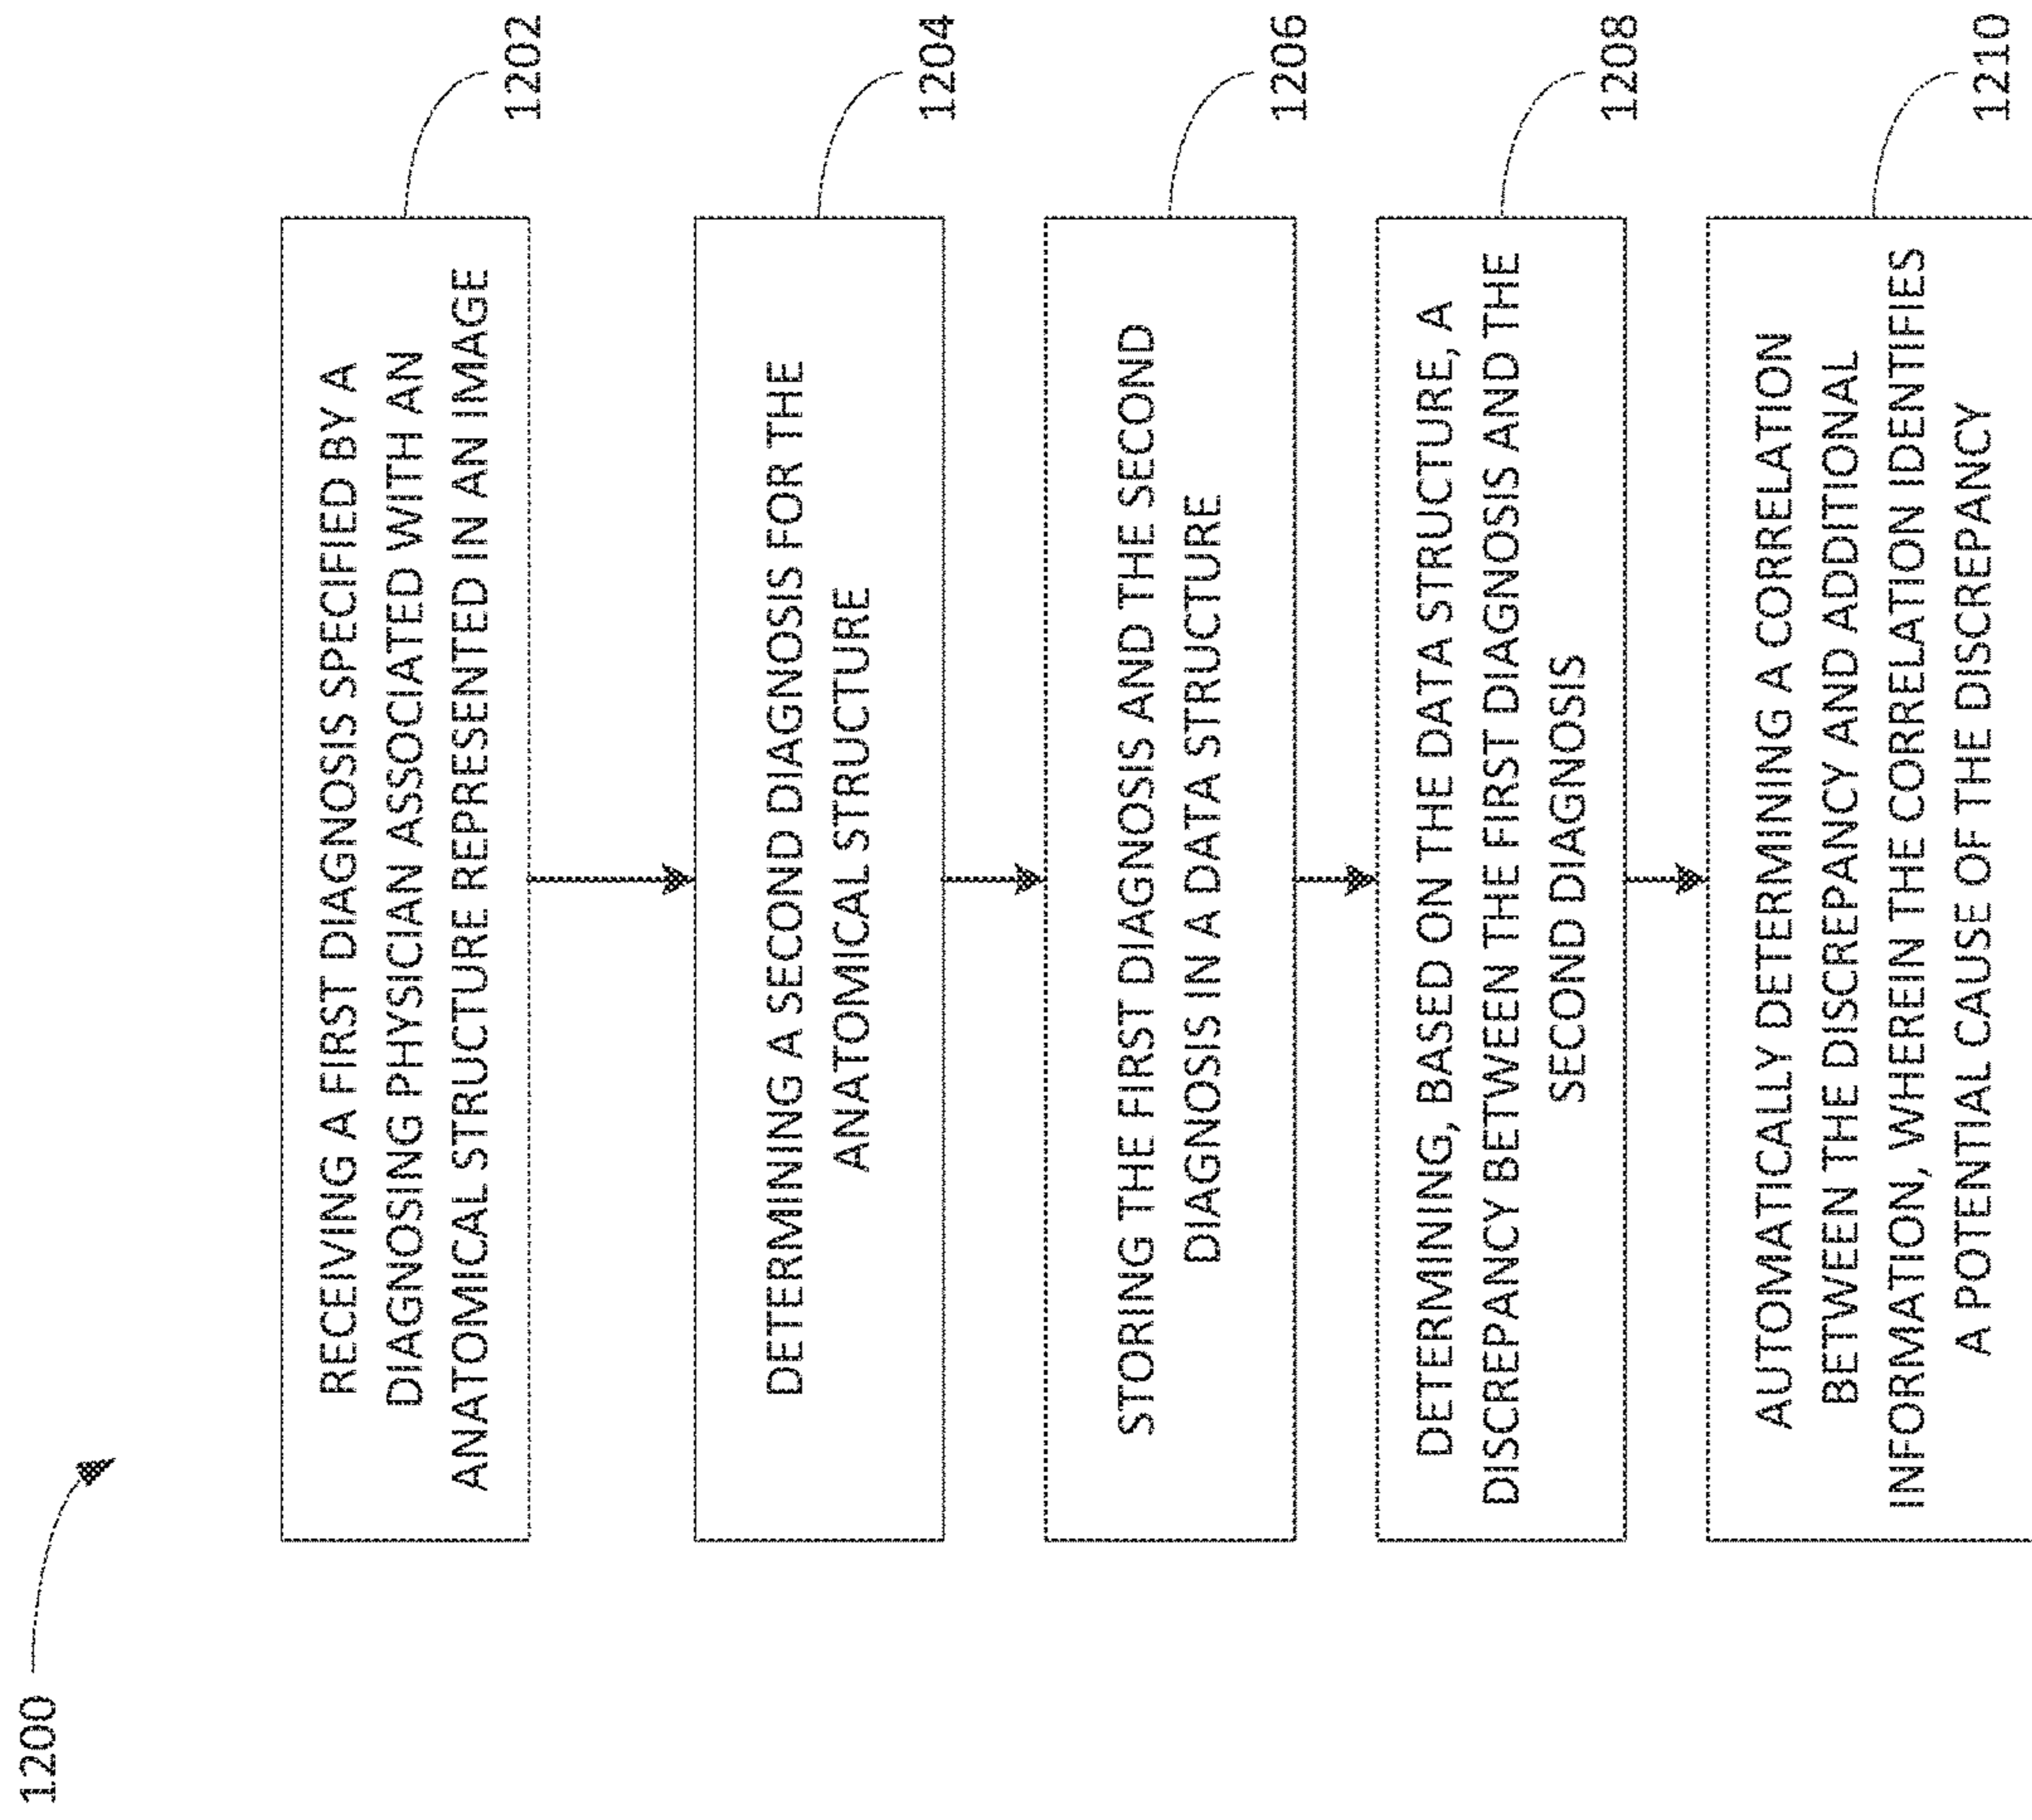 1200
RECEIVING A FIRST DIAGNOSIS SPECIFIED BY A
DIAGNOSING PHYSICIAN ASSOCIATED WITH AN
ANATOMICAL STRUCTURE REPRESENTED IN AN IMAGE
1202
DETERMINING A SECOND DIAGNOSIS FOR THE
ANATOMICAL STRUCTURE
1204
STORING THE FIRST DIAGNOSIS AND THE SECOND
DIAGNOSIS IN A DATA STRUCTURE
1206
DETERMINING, BASED ON THE DATA STRUCTURE, A
DISCREPANCY BETWEEN THE FIRST DIAGNOSIS AND THE
SECOND DIAGNOSIS
1208
AUTOMATICALLY DETERMINING A CORRELATION
BETWEEN THE DISCREPANCY AND ADDITIONAL
INFORMATION, WHEREIN THE CORRELATION IDENTIFIES
A POTENTIAL CAUSE OF THE DISCREPANCY
1210